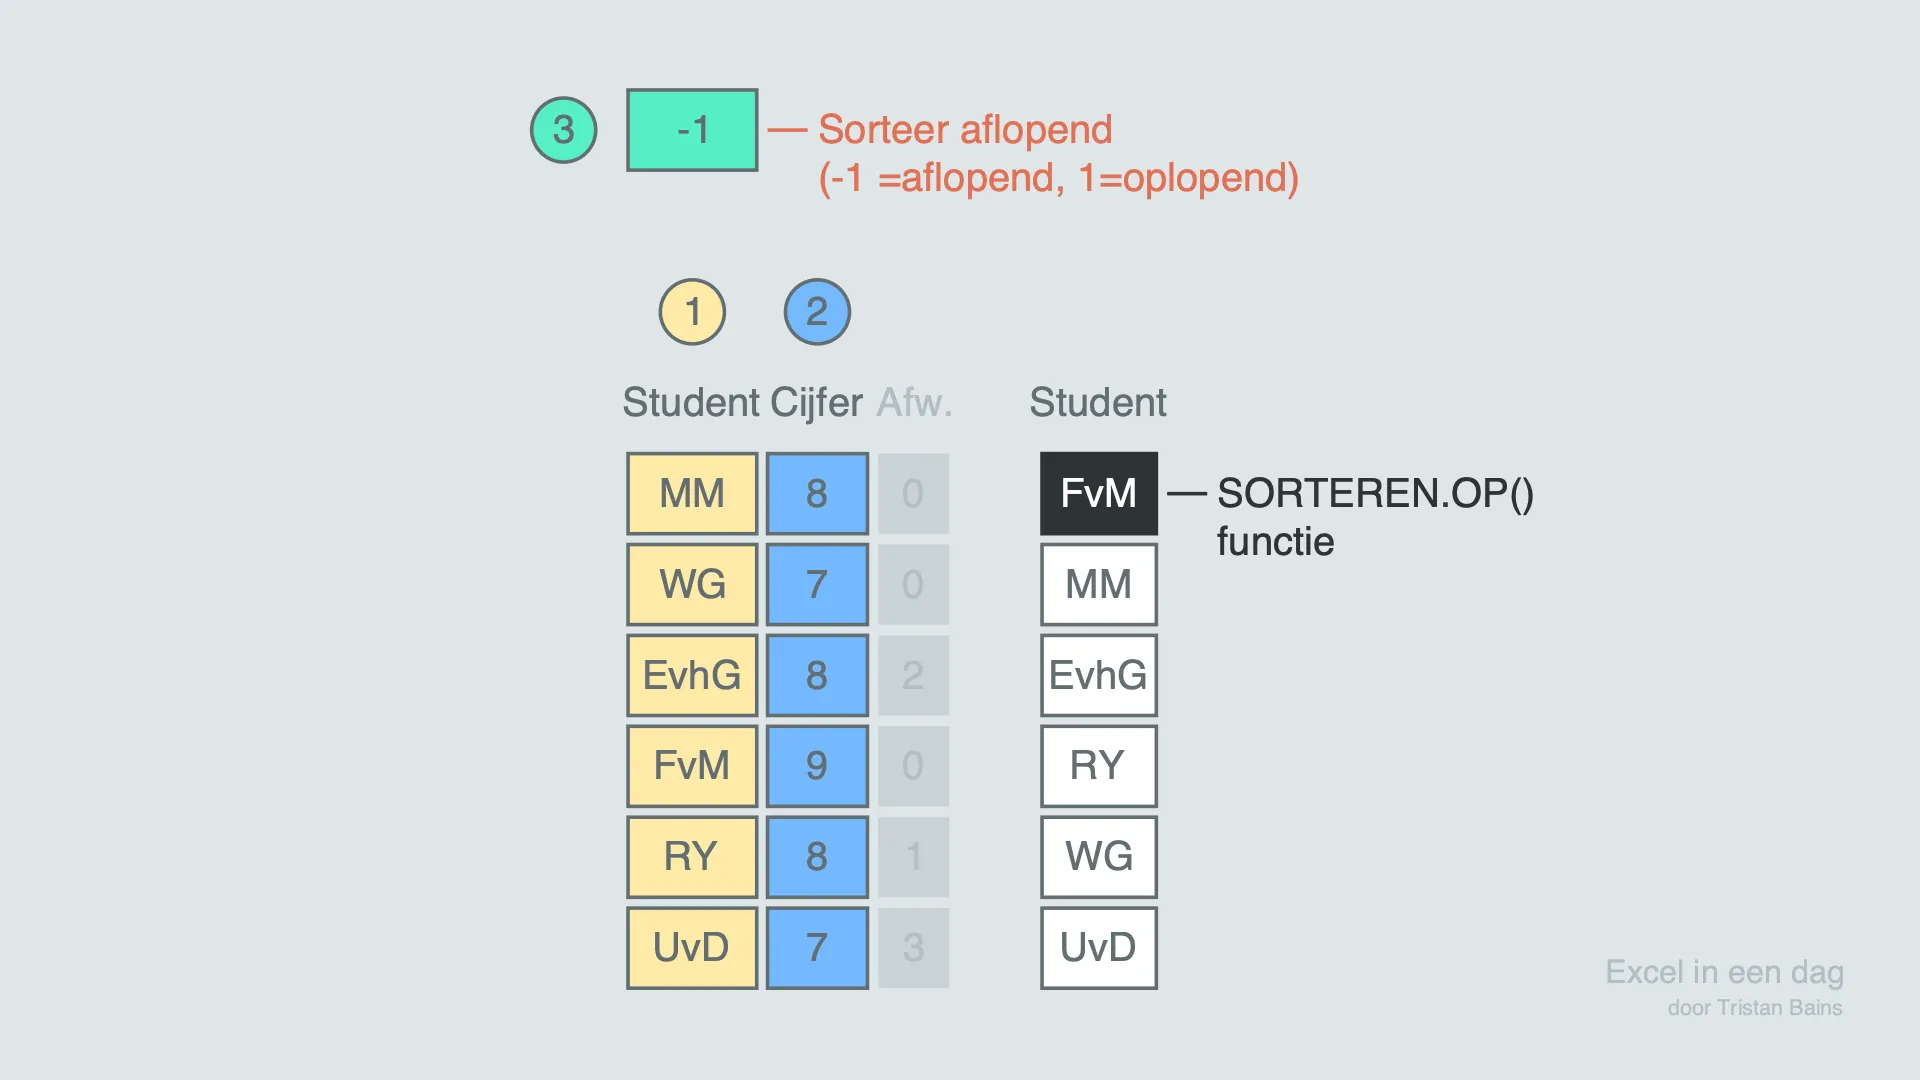 3 -1 Sorteer aflopend
(-1 =aflopend, 1=oplopend)
1 2
Student Cijfer Afw. Student
MM 8 0 FvM SORTEREN.OP()
functie
WG 7 0 MM
EvhG 8 2 EvhG
FvM 9 0 RY
RY 8 1 WG
UvD 7 3 UvD
Excel in een dag
door Tristan Bains